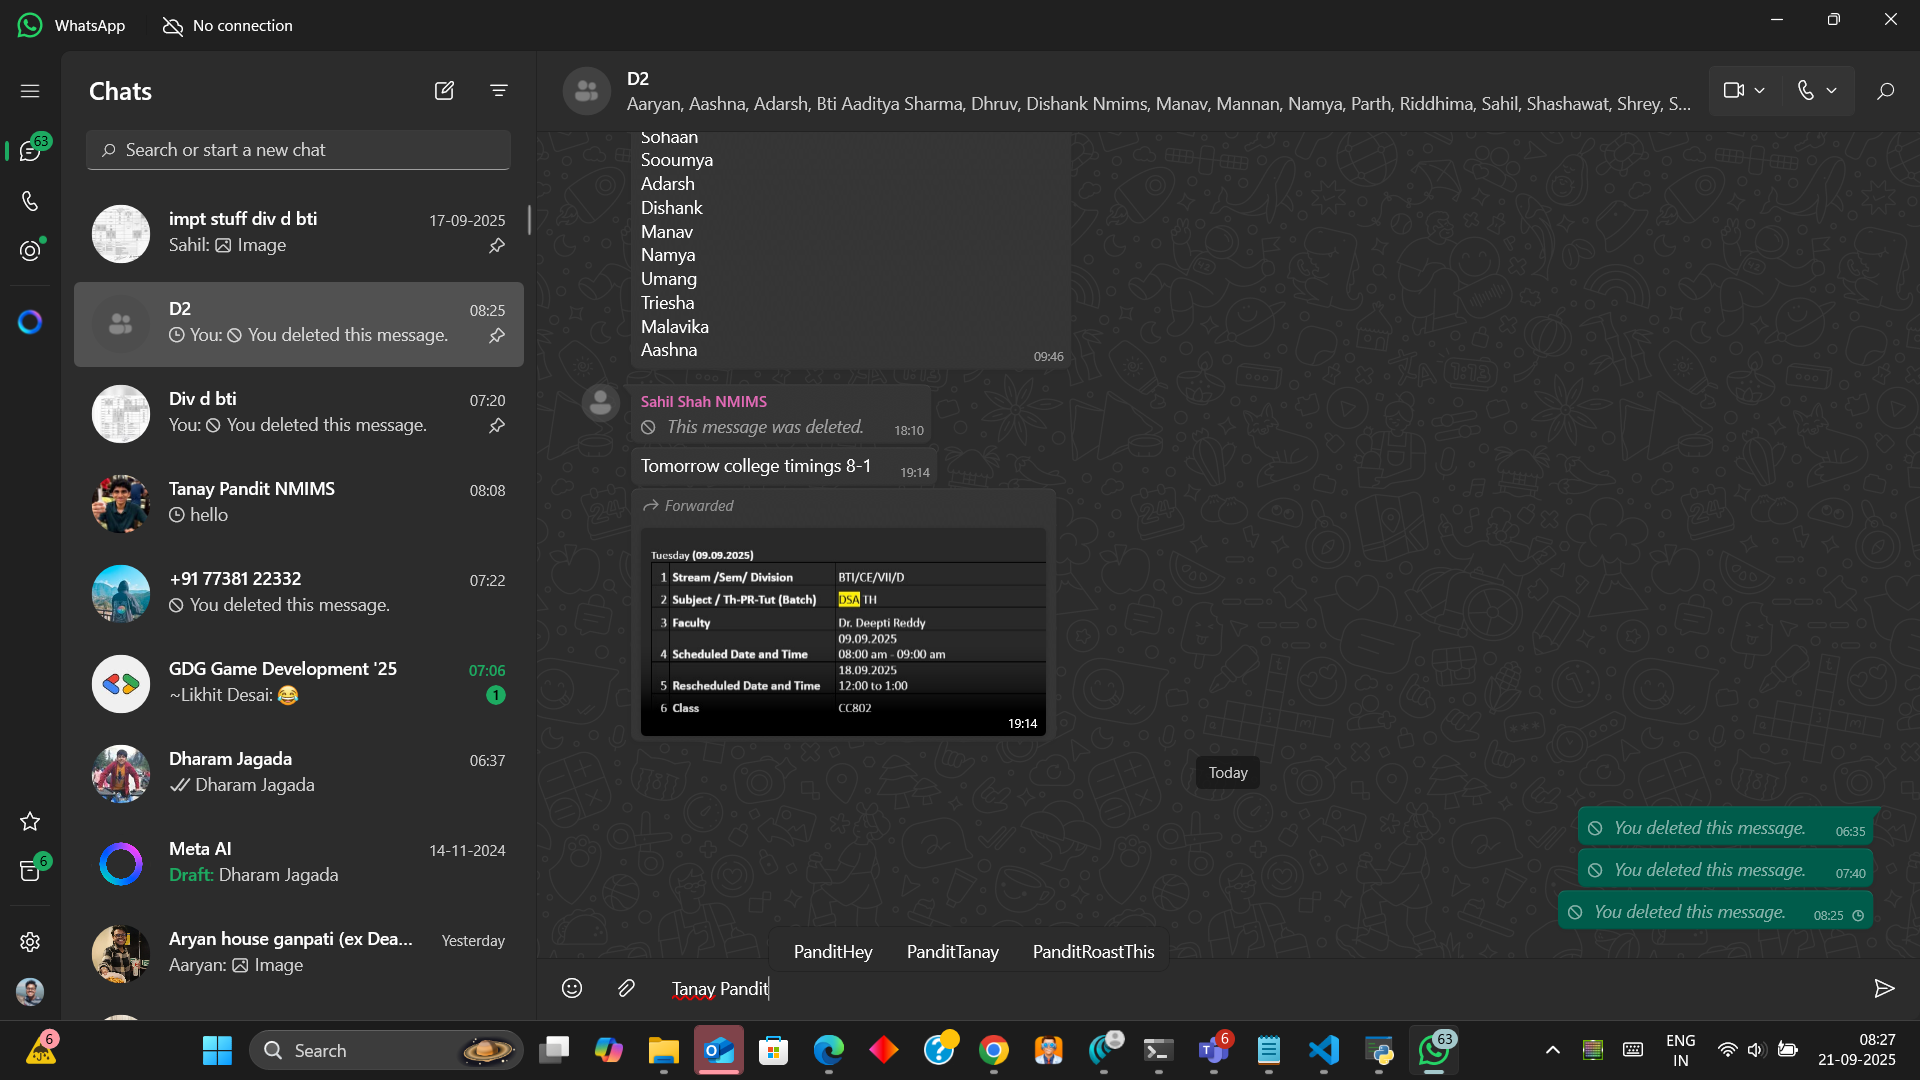 WhatsApp
No connection
Chats
Search or start a new chat
63
impt stuff div d bti
17-09-2025
Sahil: Image
D2
08:25
You: You deleted this message.
Div d bti
07:20
You: You deleted this message.
Tanay Pandit NMIMS
08:08
hello
+91 77381 22332
07:22
You deleted this message.
GDG Game Development '25
07:06
~Likhit Desai: 😂
1
Dharam Jagada
06:37
Dharam Jagada
Meta AI
14-11-2024
Draft: Dharam Jagada
6
Aryan house ganpati (ex Dea...
Yesterday
Aaryan: Image
D2
Aaryan, Aashna, Adarsh, Bti Aaditya Sharma, Dhruv, Dishank Nmims, Manav, Mannan, Namya, Parth, Riddhima, Sahil, Shashawat, Shrey, S...
Sohaan
Sooumya
Adarsh
Dishank
Manav
Namya
Umang
Triesha
Malavika
Aashna
09:46
Sahil Shah NMIMS
This message was deleted.
18:10
Tomorrow college timings 8-1
19:14
Forwarded
Tuesday (09.09.2025)
1 Stream /Sem/ Division BTI/CE/VII/D
2 Subject / Th-PR-Tut (Batch) DSA TH
3 Faculty Dr. Deepti Reddy
4 Scheduled Date and Time 09.09.2025
08:00 am - 09:00 am
5 Rescheduled Date and Time 18.09.2025
12:00 to 1:00
6 Class CC802
19:14
Today
You deleted this message. 06:35
You deleted this message. 07:40
You deleted this message. 08:25
PanditHey PanditTanay PanditRoastThis
Tanay Pandit
6
Search
6
63
ENG
IN
08:27
21-09-2025